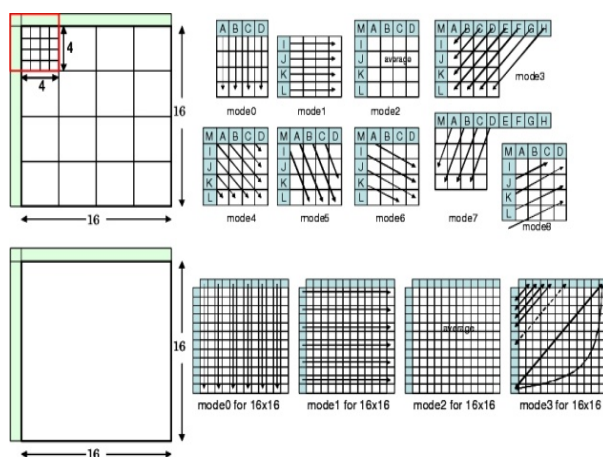 4
4
16
16
A B C D
mode0
I
J
K
L
mode1
M A B C D
I
J
K
L
average
mode2
M A B C D E F G H
I
J
K
L
mode3
M A B C D
I
J
K
L
mode4
M A B C D
I
J
K
L
mode5
M A B C D
I
J
K
L
mode6
M A B C D E F G H
mode7
M A B C D
I
J
K
L
mode8
16
16
mode0 for 16x16
mode1 for 16x16
average
mode2 for 16x16
mode3 for 16x16